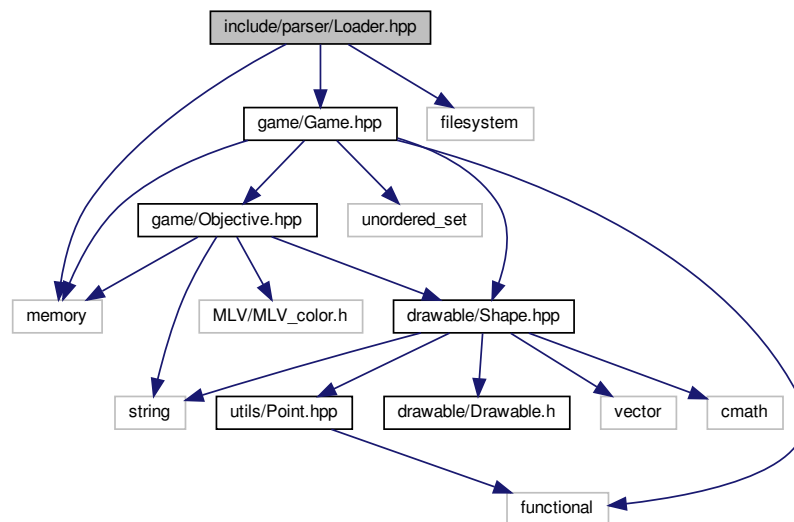 include/parser/Loader.hpp
game/Game.hpp
filesystem
game/Objective.hpp
unordered_set
memory
MLV/MLV_color.h
drawable/Shape.hpp
string
utils/Point.hpp
drawable/Drawable.h
vector
cmath
functional